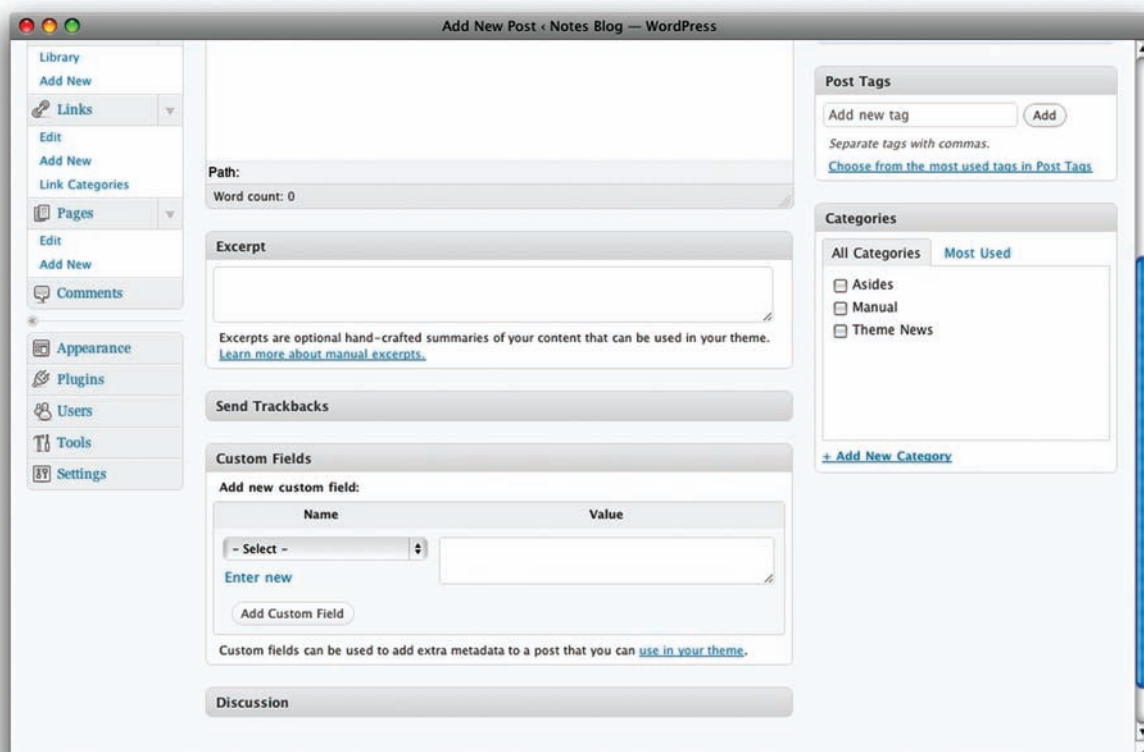 Add New Post ‹ Notes Blog — WordPress
Library
Add New
Links
Edit
Add New
Link Categories
Pages
Edit
Add New
Comments
Appearance
Plugins
Users
Tools
Settings
Path:
Word count: 0
Excerpt
Excerpts are optional hand-crafted summaries of your content that can be used in your theme.
Learn more about manual excerpts.
Send Trackbacks
Custom Fields
Add new custom field:
Name Value
- Select -
Enter new
Add Custom Field
Custom fields can be used to add extra metadata to a post that you can use in your theme.
Discussion
Post Tags
Add new tag Add
Separate tags with commas.
Choose from the most used tags in Post Tags
Categories
All Categories Most Used
Asides
Manual
Theme News
+ Add New Category